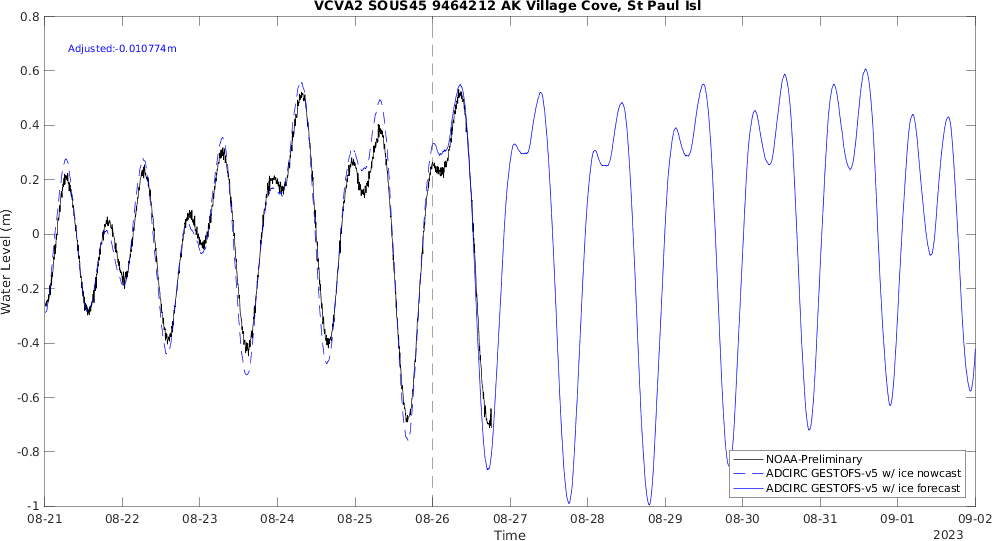 VCVA2 SOUS45 9464212 AK Village Cove, St Paul Isl
Adjusted:-0.010774m
Water Level (m)
0.8
0.6
0.4
0.2
0
-0.2
-0.4
-0.6
-0.8
-1
NOAA-Preliminary
ADCIRC GESTOFS-v5 w/ ice nowcast
ADCIRC GESTOFS-v5 w/ ice forecast
08-21 08-22 08-23 08-24 08-25 08-26 08-27 08-28 08-29 08-30 08-31 09-01 09-02
Time
2023